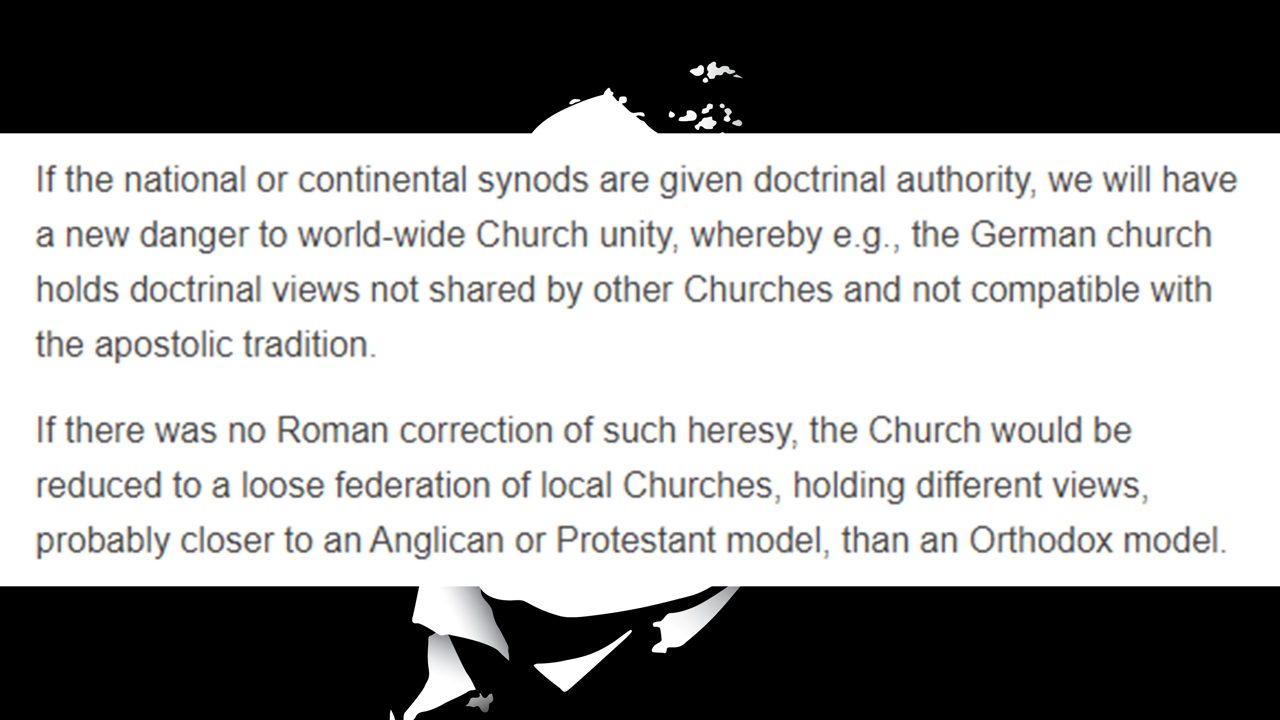 If the national or continental synods are given doctrinal authority, we will have
a new danger to world-wide Church unity, whereby e.g., the German church
holds doctrinal views not shared by other Churches and not compatible with
the apostolic tradition.
If there was no Roman correction of such heresy, the Church would be
reduced to a loose federation of local Churches, holding different views,
probably closer to an Anglican or Protestant model, than an Orthodox model.